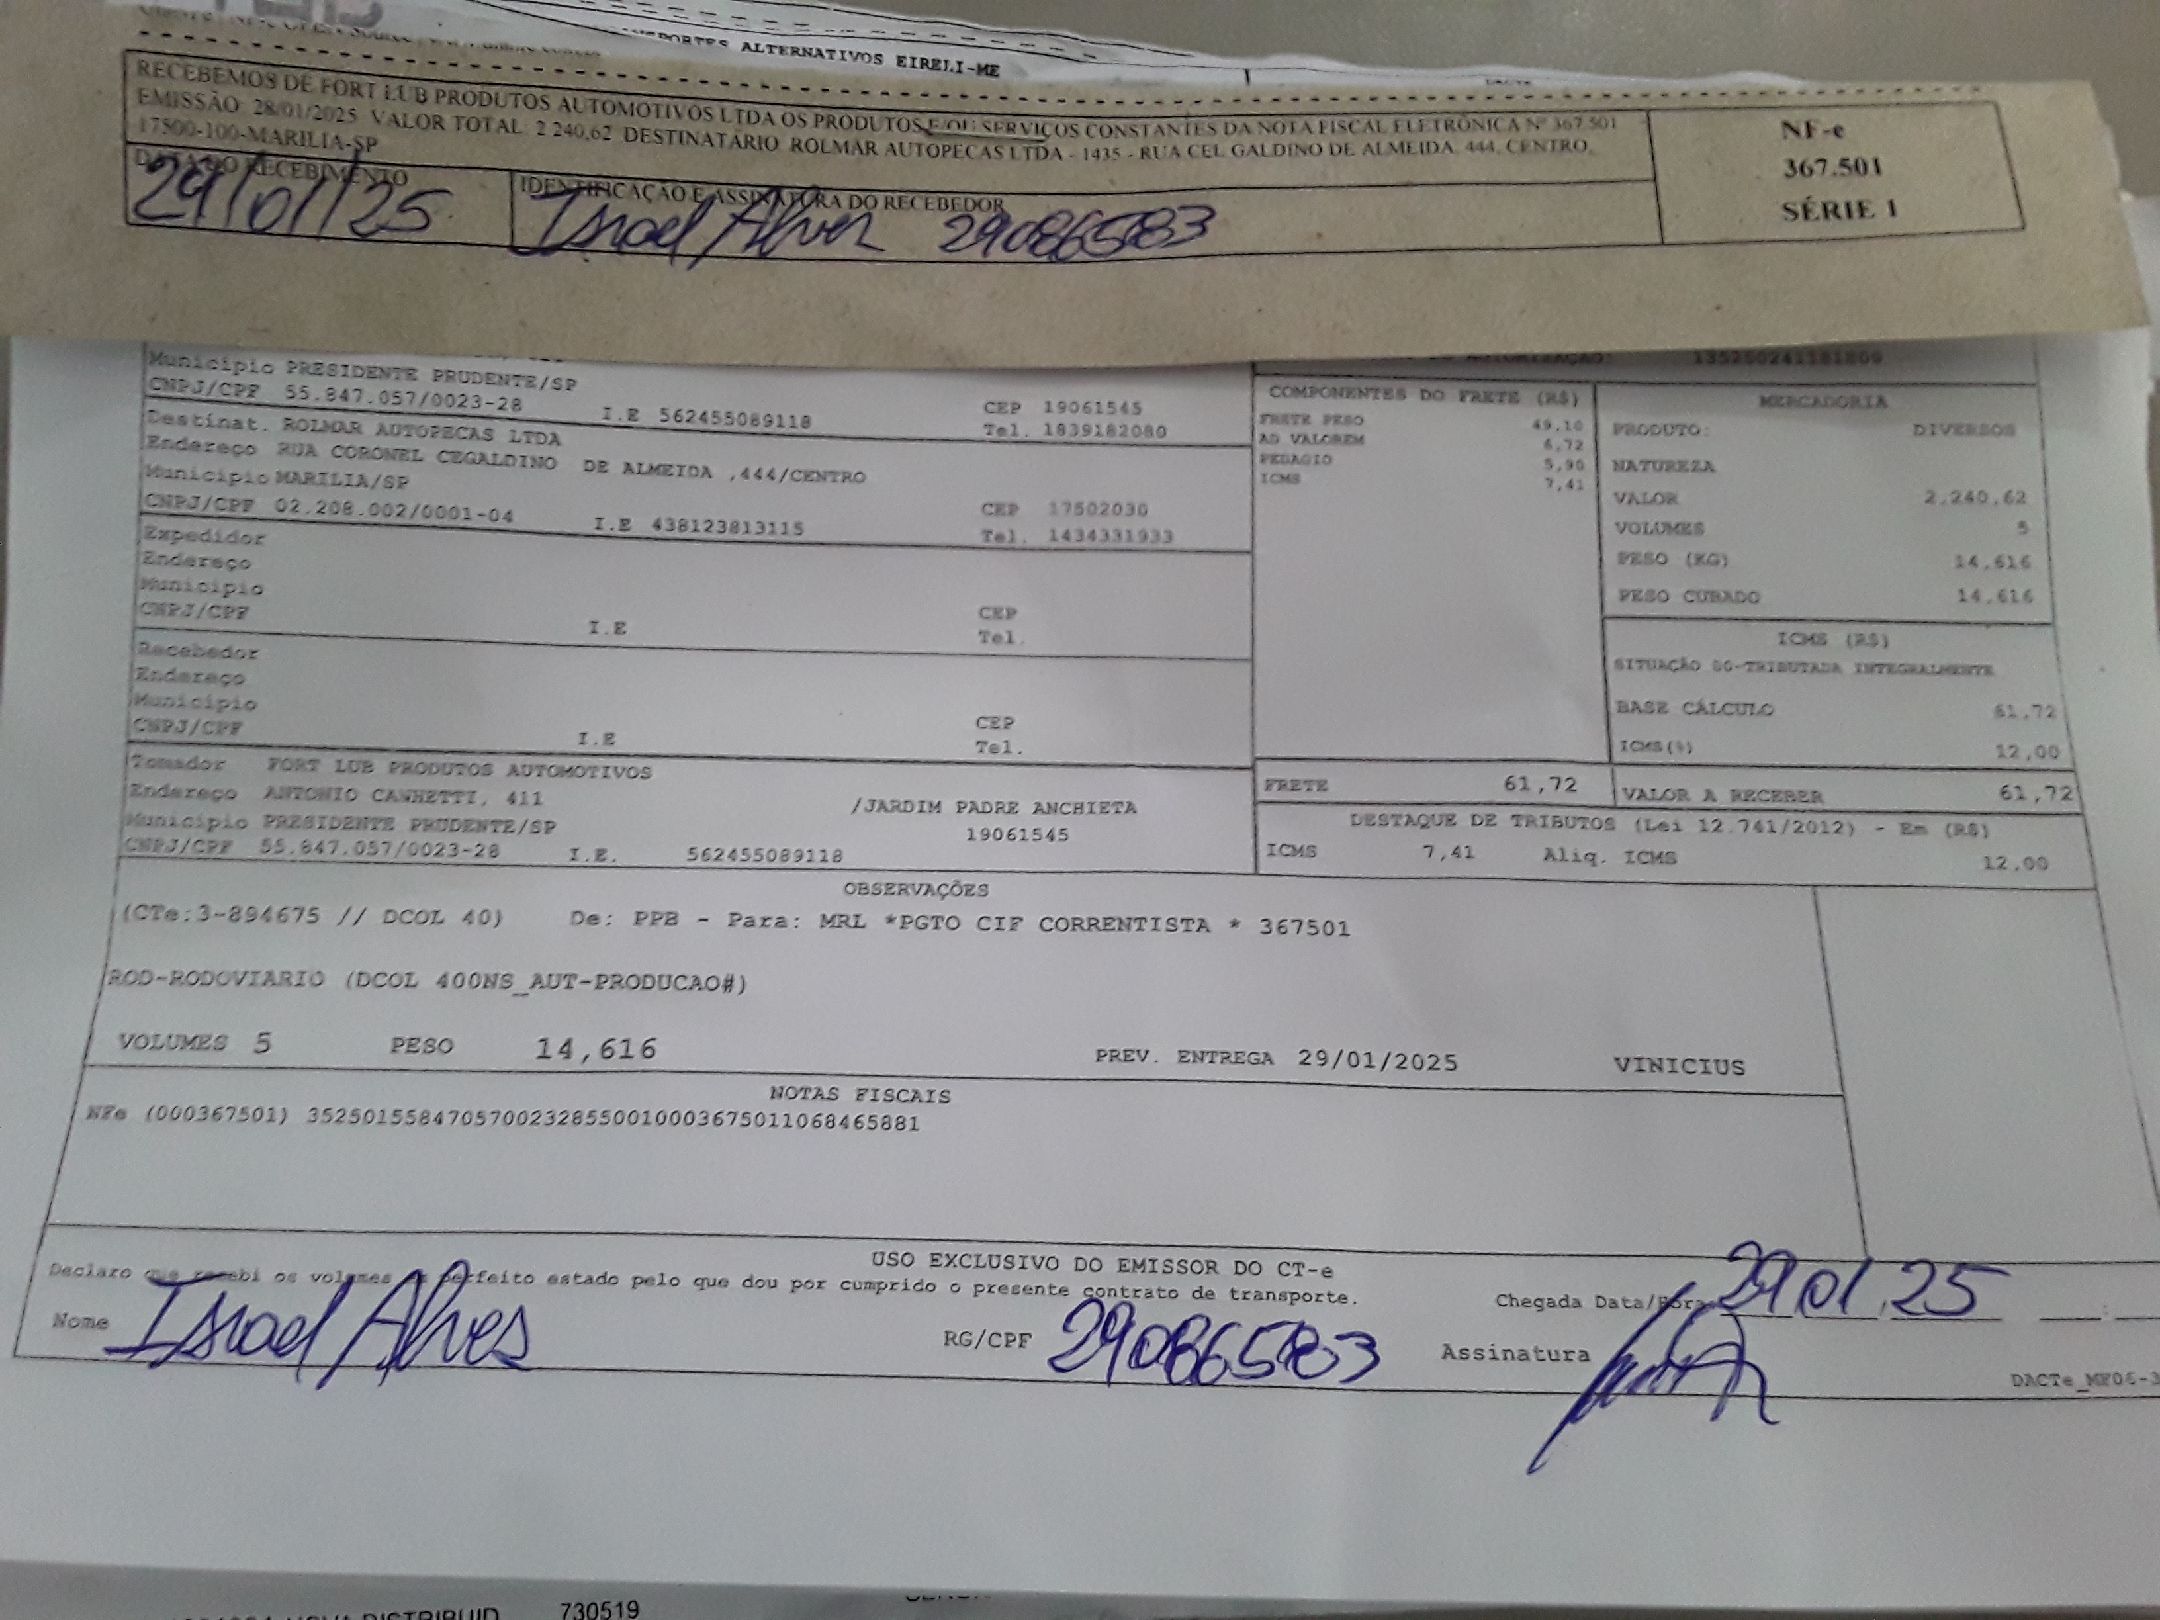 ALTERNATIVOS EIRELI-ME
RECEBEMOS DE FORT LUB PRODUTOS AUTOMOTIVOS LTDA OS PRODUTOS E/OU SERVIÇOS CONSTANTES DA NOTA FISCAL ELETRÔNICA Nº 367.501
EMISSÃO: 28/01/2025 VALOR TOTAL: 2.240,62 DESTINATÁRIO: ROLMAR AUTOPECAS LTDA - 1435 - RUA CEL GALDINO DE ALMEIDA, 444, CENTRO,
17500-100-MARILIA-SP
NF-e
367.501
SÉRIE 1
DATA DO RECEBIMENTO
29/01/25
IDENTIFICAÇÃO E ASSINATURA DO RECEBEDOR
Israel Alves 290865583
135250241181806
Município PRESIDENTE PRUDENTE/SP
CNPJ/CPF 55.847.057/0023-28 I.E 562455089118 CEP 19061545
Tel. 1839182080
Destinat. ROLMAR AUTOPECAS LTDA
Endereço RUA CORONEL CEGALDINO DE ALMEIDA ,444/CENTRO
Município MARILIA/SP
CNPJ/CPF 02.208.002/0001-04 I.E 438123813115 CEP 17502030
Tel. 1434331933
Expedidor
Endereço
Município
CNPJ/CPF I.E CEP
Tel.
Recebedor
Endereço
Município
CNPJ/CPF I.E CEP
Tel.
Tomador FORT LUB PRODUTOS AUTOMOTIVOS
Endereço ANTONIO CANHETTI, 411 /JARDIM PADRE ANCHIETA
Município PRESIDENTE PRUDENTE/SP 19061545
CNPJ/CPF 55.847.057/0023-28 I.E. 562455089118
COMPONENTES DO FRETE (R$)
FRETE PESO 49,10
AD VALOREM 6,72
PEDAGIO 5,90
ICMS 7,41
MERCADORIA
PRODUTO: DIVERSOS
NATUREZA
VALOR 2.240,62
VOLUMES 5
PESO (KG) 14,616
PESO CUBADO 14,616
ICMS (R$)
SITUAÇÃO 00-TRIBUTADA INTEGRALMENTE
BASE CÁLCULO 61,72
ICMS(%) 12,00
FRETE 61,72 VALOR A RECEBER 61,72
DESTAQUE DE TRIBUTOS (Lei 12.741/2012) - Em (R$)
ICMS 7,41 Aliq. ICMS 12,00
OBSERVAÇÕES
(CTe:3-894675 // DCOL 40) De: PPB - Para: MRL *PGTO CIF CORRENTISTA * 367501
ROD-RODOVIARIO (DCOL 400NS_AUT-PRODUCAO#)
VOLUMES 5 PESO 14,616 PREV. ENTREGA 29/01/2025 VINICIUS
NOTAS FISCAIS
NFe (000367501) 35250155847057002328550010003675011068465881
USO EXCLUSIVO DO EMISSOR DO CT-e
Declaro que recebi os volumes perfeito estado pelo que dou por cumprido o presente contrato de transporte.
Chegada Data/Hora 29 01 25
Nome Israel Alves RG/CPF 290865583 Assinatura
730519